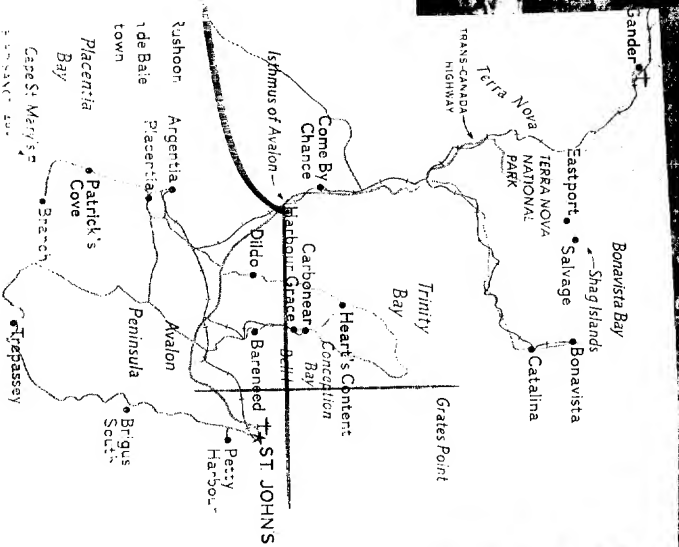 Gander
TRANS-CANADA
HIGHWAY
Terra Nova
TERRA NOVA
NATIONAL
PARK
Eastport
Salvage
Shag Islands
Bonavista Bay
Bonavista
Catalina
Grates Point
Trinity
Bay
Come By
Chance
Isthmus of Avalon
Heart's Content
Conception
Bay
Carbonear
Harbour Grace
Dildo
Bareneed
ST. JOHN'S
Petty
Harbour
Rushoon
de Baie
town
Argentia
Placentia
Placentia
Bay
Avalon
Peninsula
Patrick's
Cove
Cape St. Mary's
Branch
Brigus
South
Trepassey